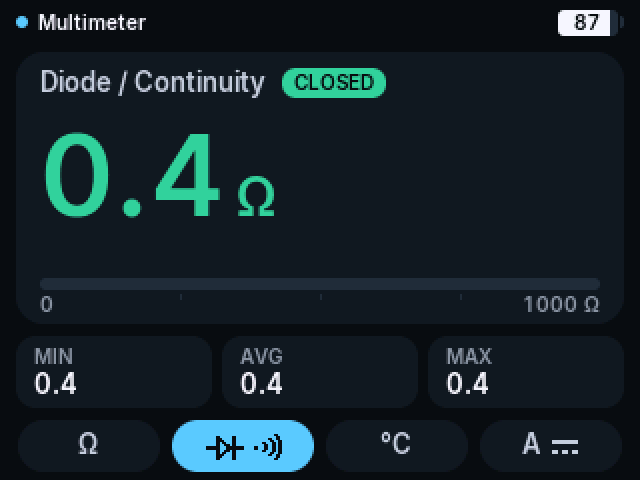 Multimeter 87
Diode / Continuity CLOSED
0.4 Ω
0 1000 Ω
MIN AVG MAX
0.4 0.4 0.4
Ω °C A